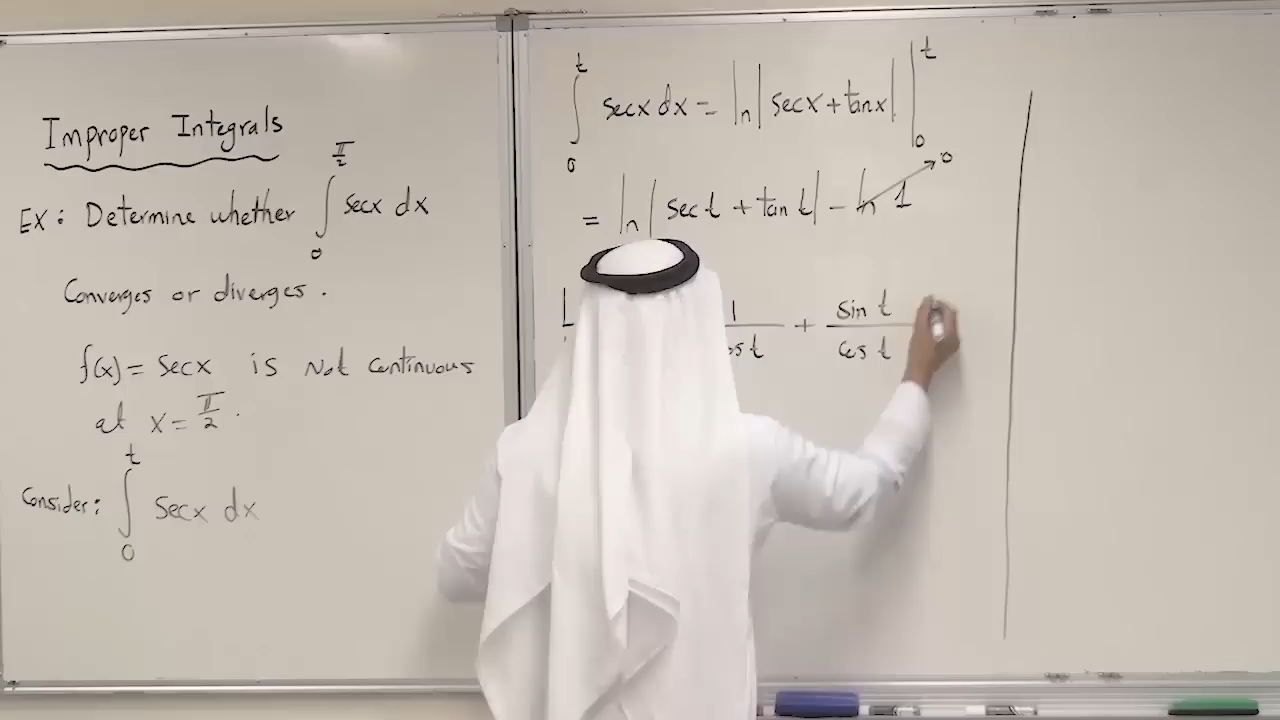 Improper Integrals
EX: Determine whether ∫₀^(π/2) secx dx
Converges or diverges.
f(x) = secx is Not Continuous
at x = π/2.
Consider: ∫₀^t secx dx
∫₀^t secx dx = ln|secx + tanx| |₀^t
= ln|sec t + tan t| - ln 1 → 0
1 + sin t / cos t